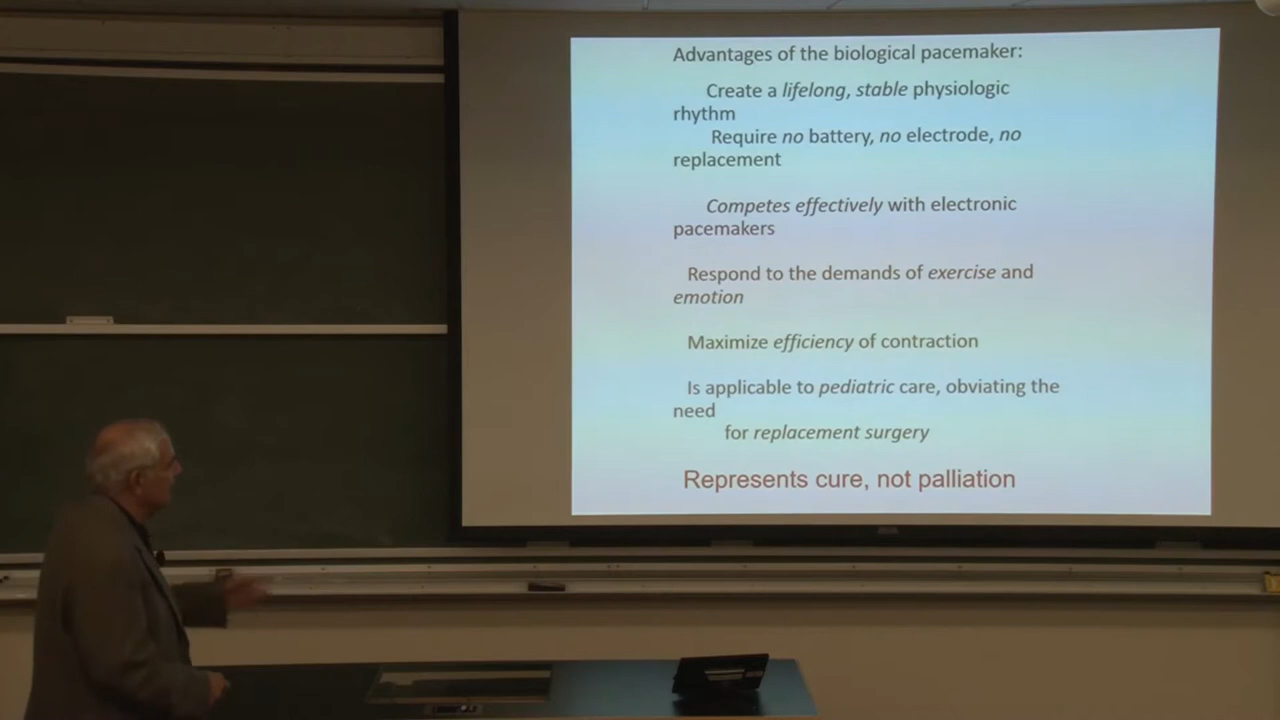 Advantages of the biological pacemaker:
Create a lifelong, stable physiologic
rhythm
Require no battery, no electrode, no
replacement
Competes effectively with electronic
pacemakers
Respond to the demands of exercise and
emotion
Maximize efficiency of contraction
Is applicable to pediatric care, obviating the
need
for replacement surgery
Represents cure, not palliation